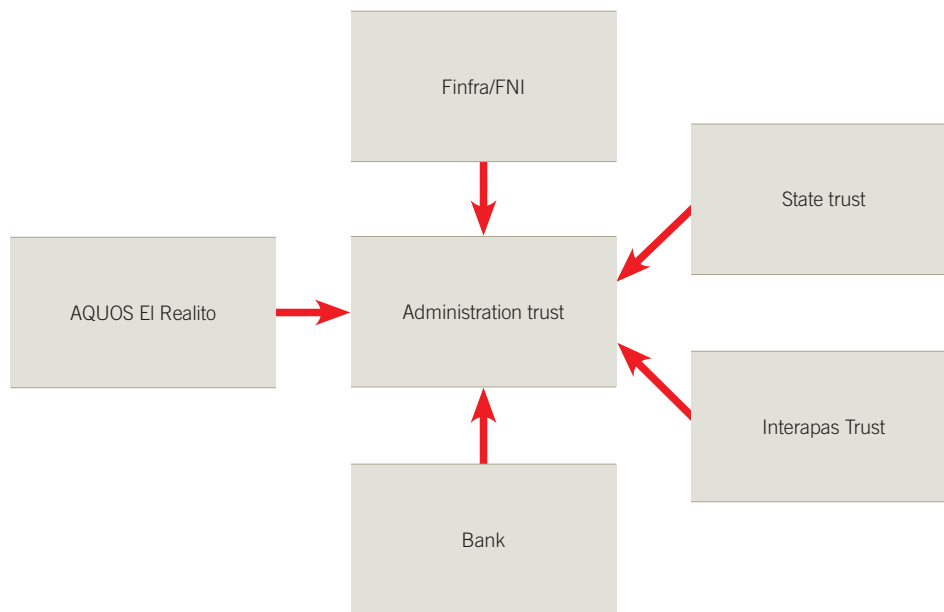 Finfra/FNI
State trust
AQUOS El Realito
Administration trust
Interapas Trust
Bank